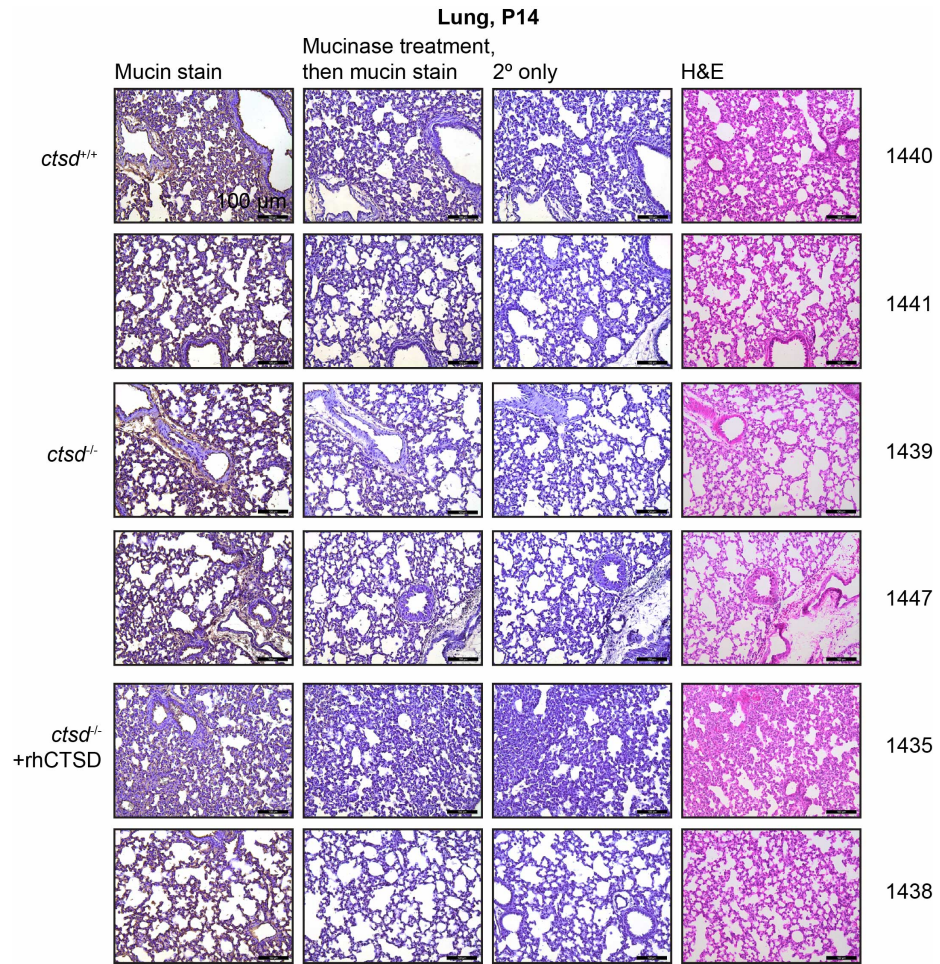 Lung, P14
Mucin stain
Mucinase treatment,
then mucin stain
2º only
H&E
ctsd+/+
100 µm
1440
1441
ctsd-/-
1439
1447
ctsd-/-
+rhCTSD
1435
1438